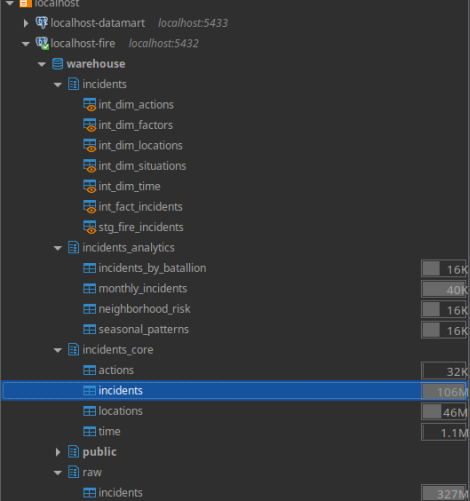 localhost
localhost-datamart localhost:5433
localhost-fire localhost:5432
warehouse
incidents
int_dim_actions
int_dim_factors
int_dim_locations
int_dim_situations
int_dim_time
int_fact_incidents
stg_fire_incidents
incidents_analytics
incidents_by_batallion 16K
monthly_incidents 40K
neighborhood_risk 16K
seasonal_patterns 16K
incidents_core
actions 32K
incidents 106M
locations 46M
time 1.1M
public
raw
incidents 327M